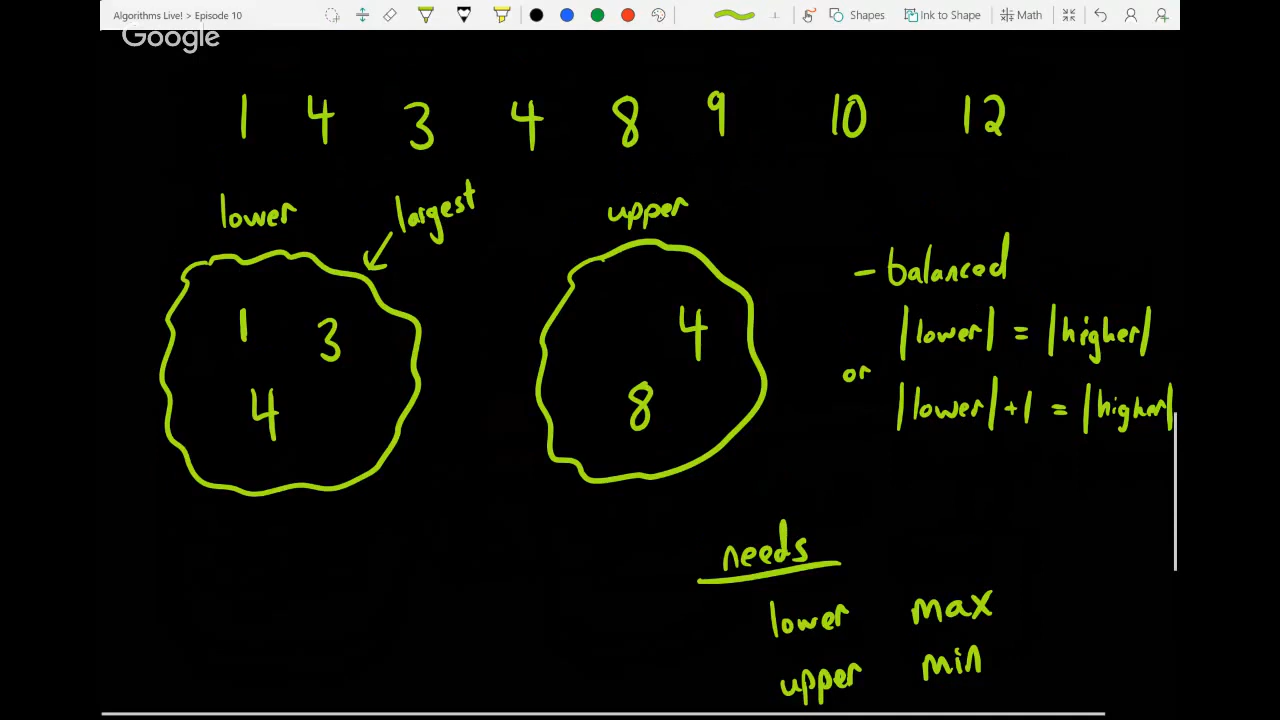 Algorithms Live! > Episode 10
Shapes
Ink to Shape
Math
Google
1 4 3 4 8 9 10 12
lower
largest
upper
1 3
4
4
8
- balanced
|lower| = |higher|
or
|lower| + 1 = |higher|
needs
lower max
upper min